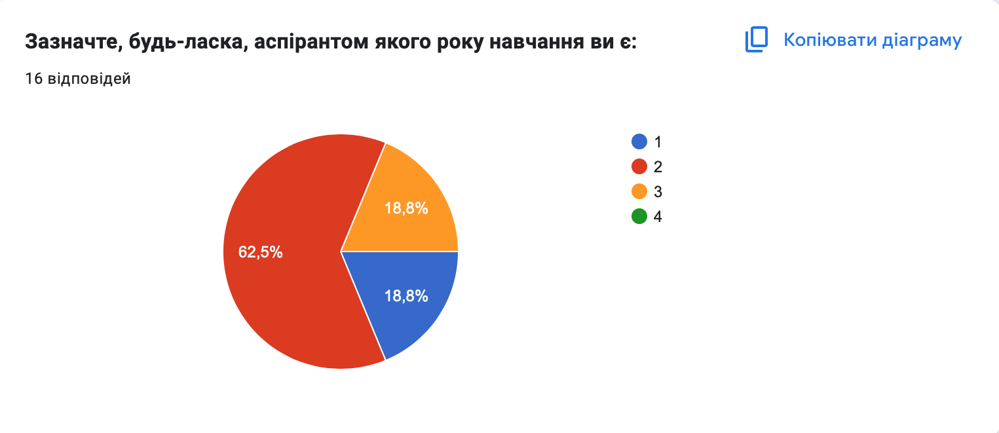 Зазначте, будь-ласка, аспірантом якого року навчання ви є:
Копіювати діаграму
16 відповідей
1
2
3
4
18,8%
62,5%
18,8%